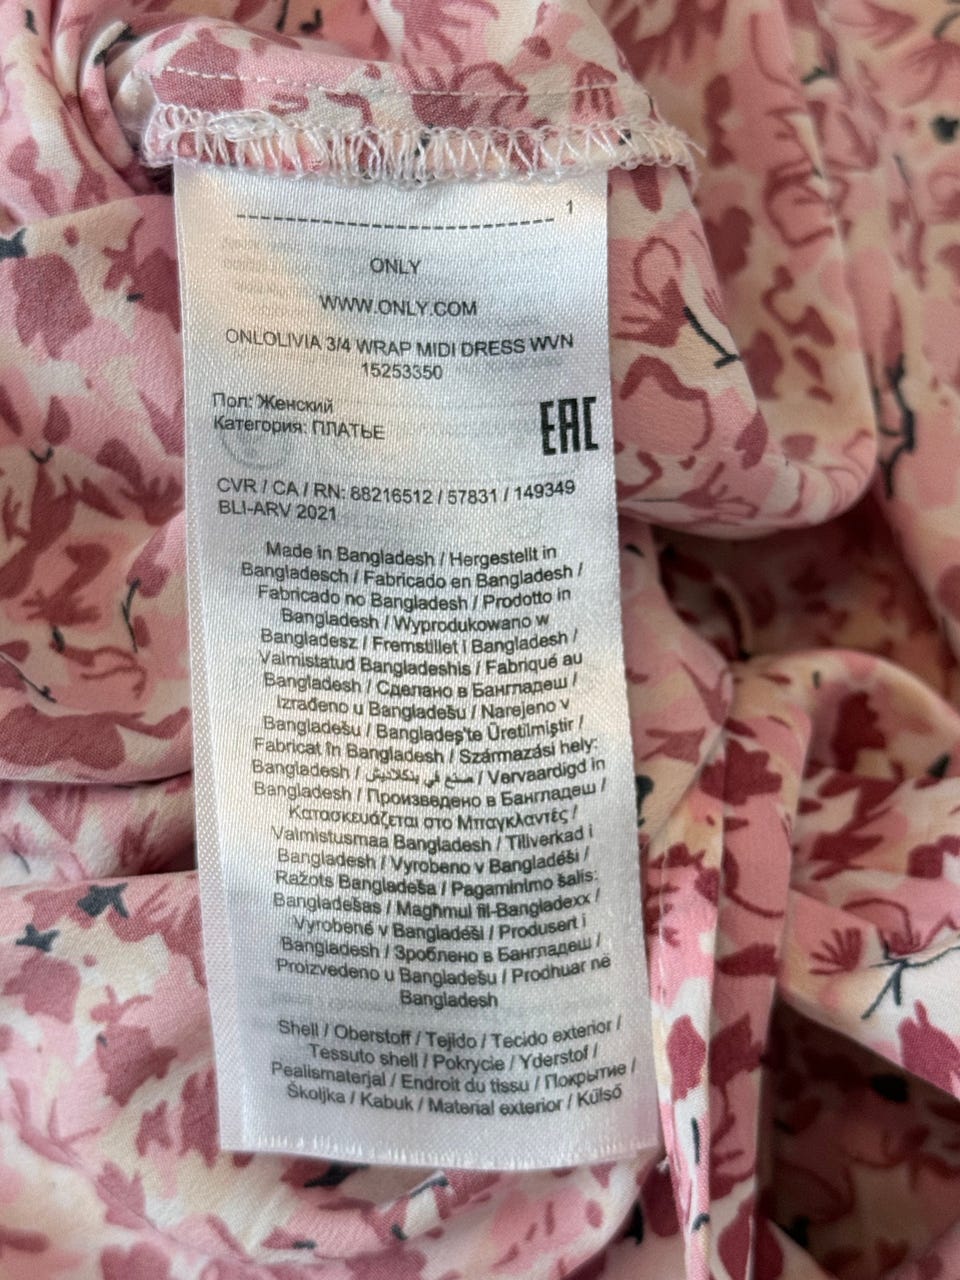 1
ONLY
WWW.ONLY.COM
ONLOLIVIA 3/4 WRAP MIDI DRESS WVN
15253350
Пол: Женский
Категория: ПЛАТЬЕ
EAC
CVR / CA / RN: 88216512 / 57831 / 149349
BLI-ARV 2021
Made in Bangladesh / Hergestellt in
Bangladesch / Fabricado en Bangladesh /
Fabricado no Bangladesh / Prodotto in
Bangladesh / Wyprodukowano w
Bangladesz / Fremstillet i Bangladesh /
Valmistatud Bangladeshis / Fabriqué au
Bangladesh / Сделано в Бангладеш /
Izrađeno u Bangladešu / Narejeno v
Bangladešu / Bangladeş'te Üretilmiştir /
Fabricat în Bangladesh / Származási hely:
Bangladesh / صنع في بنكلاديش / Vervaardigd in
Bangladesh / Произведено в Бангладеш /
Κατασκευάζεται στο Μπαγκλαντές /
Valmistusmaa Bangladesh / Tillverkad i
Bangladesh / Vyrobeno v Bangladéši /
Ražots Bangladeša / Pagaminimo šalis:
Bangladešas / Magħmul fil-Bangladexx /
Vyrobené v Bangladéši / Produsert i
Bangladesh / Зроблено в Бангладеш /
Proizvedeno u Bangladešu / Prodhuar në
Bangladesh
Shell / Oberstoff / Tejido / Tecido exterior /
Tessuto shell / Pokrycie / Yderstof /
Pealismaterjal / Endroit du tissu / Покрытие /
Školjka / Kabuk / Material exterior / Külső